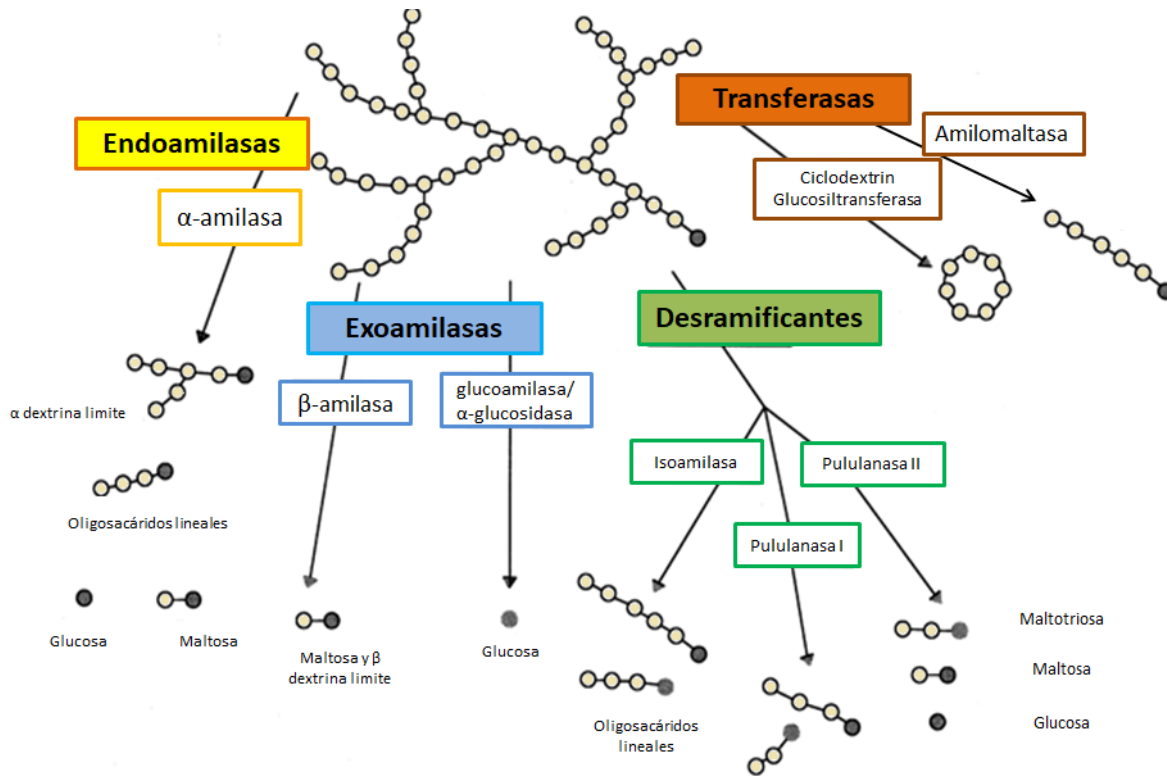 Transferasas
Endoamilasas
Amilomaltasa
Ciclodextrin
Glucosiltransferasa
α-amilasa
Exoamilasas
Desramificantes
α dextrina limite
β-amilasa
glucoamilasa/
α-glucosidasa
Isoamilasa
Pululanasa II
Oligosacáridos lineales
Pululanasa I
Glucosa
Maltosa
Maltosa y β
dextrina limite
Glucosa
Oligosacáridos
lineales
Maltotriosa
Maltosa
Glucosa